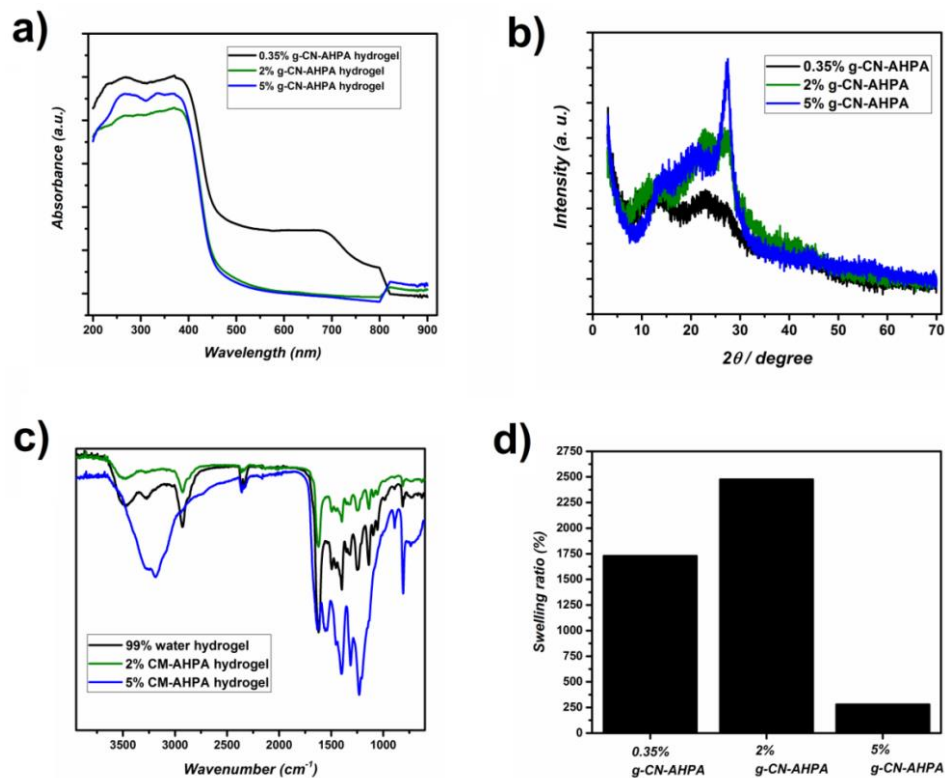 a)
0.35% g-CN-AHPA hydrogel
2% g-CN-AHPA hydrogel
5% g-CN-AHPA hydrogel
Absorbance (a.u.)
200 300 400 500 600 700 800 900
Wavelength (nm)
b)
0.35% g-CN-AHPA
2% g-CN-AHPA
5% g-CN-AHPA
Intensity (a. u.)
0 10 20 30 40 50 60 70
2θ / degree
c)
99% water hydrogel
2% CM-AHPA hydrogel
5% CM-AHPA hydrogel
3500 3000 2500 2000 1500 1000
Wavenumber (cm⁻¹)
d)
Swelling ratio (%)
2750
2500
2250
2000
1750
1500
1250
1000
750
500
250
0
0.35% 2% 5%
g-CN-AHPA g-CN-AHPA g-CN-AHPA